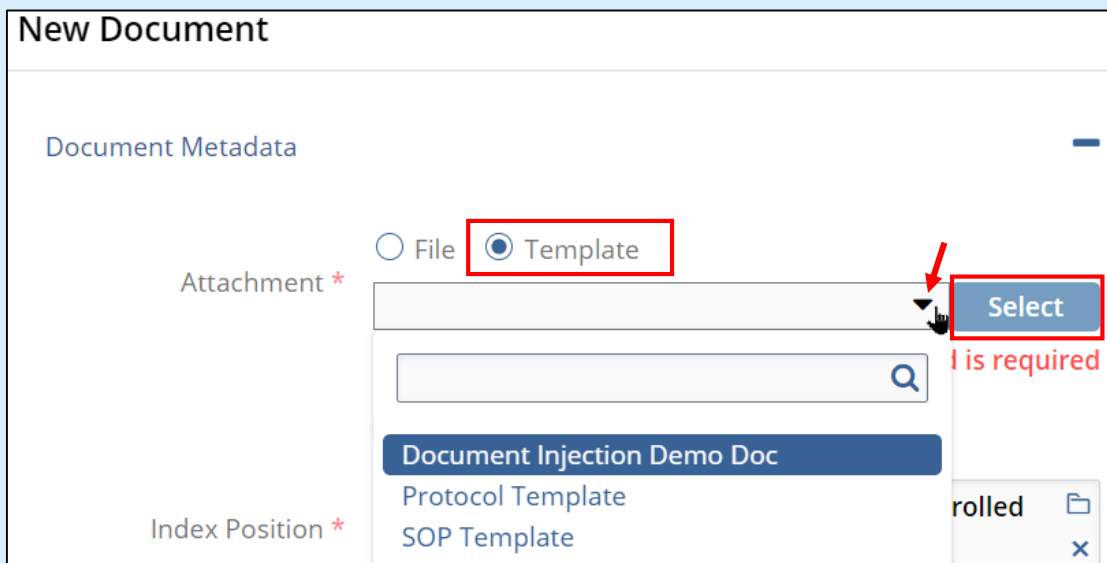 New Document
Document Metadata
File Template
Attachment *
Select
is required
Document Injection Demo Doc
Protocol Template
SOP Template
Index Position *
rolled